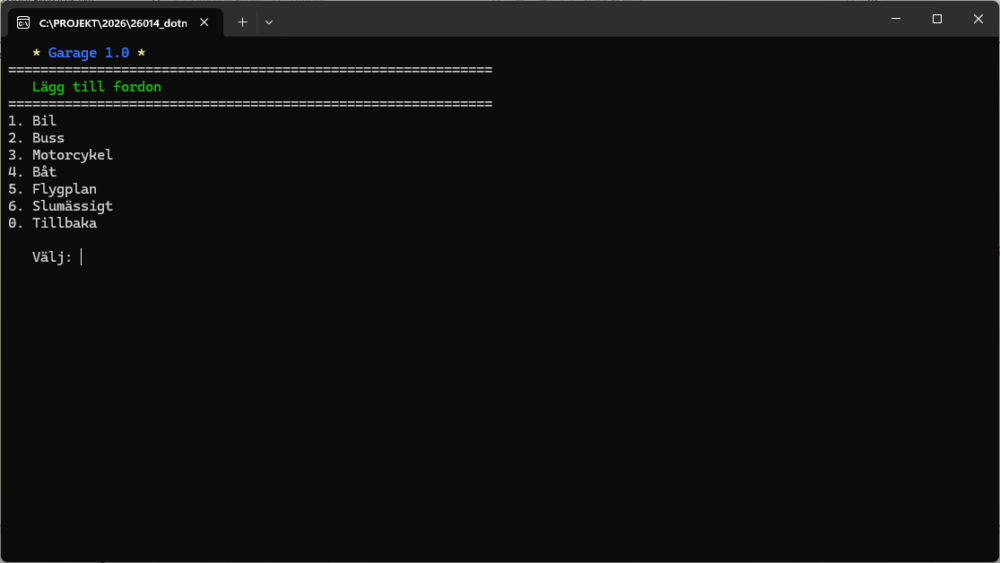 C:\PROJEKT\2026\26014_dotn
* Garage 1.0 *
============================================================
Lägg till fordon
============================================================
1. Bil
2. Buss
3. Motorcykel
4. Båt
5. Flygplan
6. Slumässigt
0. Tillbaka
Välj: